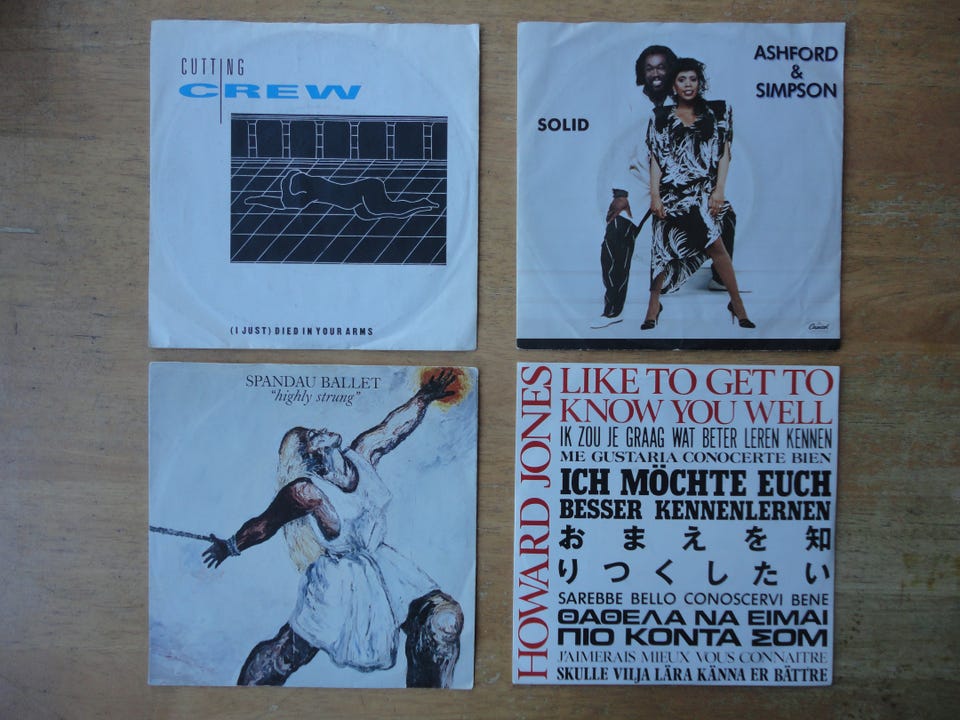 CUTTING
CREW
(I JUST) DIED IN YOUR ARMS
SOLID
ASHFORD
&
SIMPSON
Capitol
SPANDAU BALLET
"highly strung"
HOWARD JONES
LIKE TO GET TO
KNOW YOU WELL
IK ZOU JE GRAAG WAT BETER LEREN KENNEN
ME GUSTARIA CONOCERTE BIEN
ICH MÖCHTE EUCH
BESSER KENNENLERNEN
おまえを知
りつくしたい
SAREBBE BELLO CONOSCERVI BENE
ΘΑΘΕΛΑ ΝΑ ΕΙΜΑΙ
ΠΙΟ ΚΟΝΤΑ ΣΟΜ
J'AIMERAIS MIEUX VOUS CONNAITRE
SKULLE VILJA LÄRA KÄNNA ER BÄTTRE